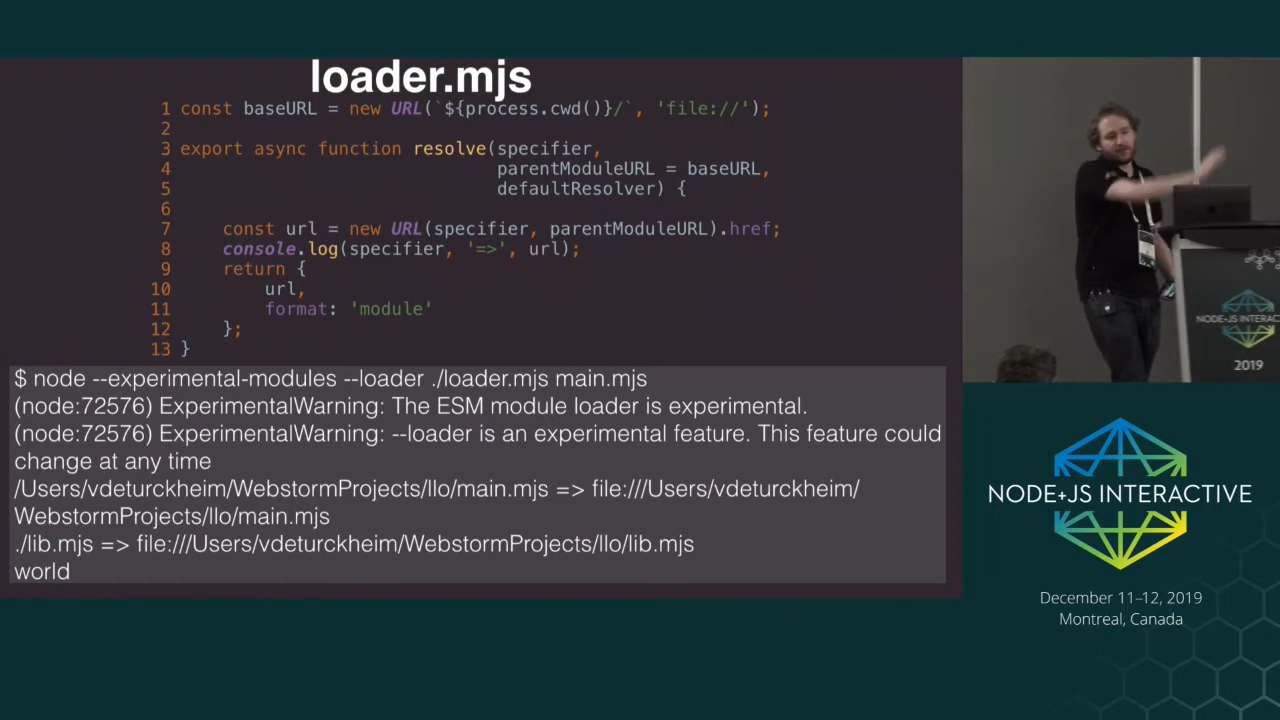 loader.mjs
1 const baseURL = new URL(`${process.cwd()}/`, 'file://');
2
3 export async function resolve(specifier,
4 parentModuleURL = baseURL,
5 defaultResolver) {
6
7 const url = new URL(specifier, parentModuleURL).href;
8 console.log(specifier, '=>', url);
9 return {
10 url,
11 format: 'module'
12 };
13 }
$ node --experimental-modules --loader ./loader.mjs main.mjs
(node:72576) ExperimentalWarning: The ESM module loader is experimental.
(node:72576) ExperimentalWarning: --loader is an experimental feature. This feature could
change at any time
/Users/vdeturckheim/WebstormProjects/llo/main.mjs => file:///Users/vdeturckheim/
WebstormProjects/llo/main.mjs
./lib.mjs => file:///Users/vdeturckheim/WebstormProjects/llo/lib.mjs
world
NODE+JS INTERAC
2019
NODE+JS INTERACTIVE
December 11–12, 2019
Montreal, Canada